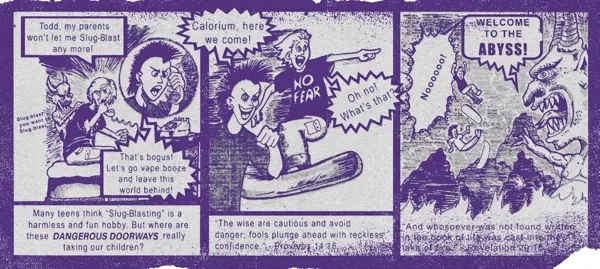 Todd, my parents
won't let me Slug-Blast
any more!
Slug-blast
you want
Slug-Blast
That's bogus!
Let's go vape booze
and leave this
world behind!
Many teens think "Slug-Blasting" is a
harmless and fun hobby. But where are
these DANGEROUS DOORWAYS really
taking our children?
Calorium, here
we come!
NO
FEAR
Oh no!
What's that?
"The wise are cautious and avoid
danger; fools plunge ahead with reckless
confidence." - Proverbs 14:16
WELCOME
TO THE
ABYSS!
Nooooo!
"And whosoever was not found written
in the book of life was cast into the
lake of fire." - Revelation 20:15